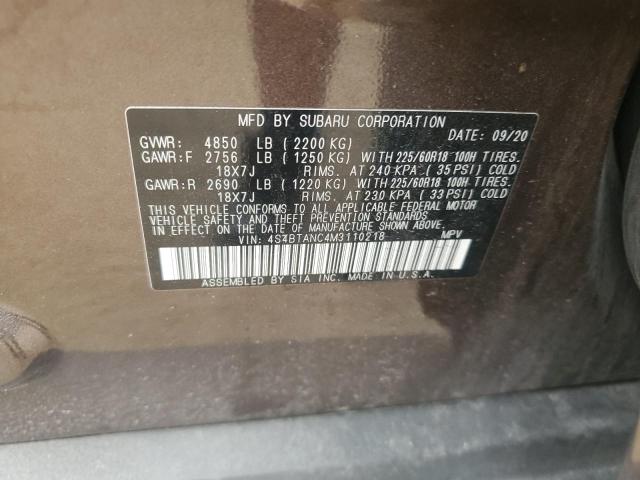 MFD BY SUBARU CORPORATION
GVWR: 4850 LB ( 2200 KG) DATE: 09/20
GAWR:F 2756 LB ( 1250 KG) WITH 225/60R18 100H TIRES.
18X7J RIMS. AT 240 KPA ( 35 PSI) COLD
GAWR:R 2690 LB ( 1220 KG) WITH 225/60R18 100H TIRES.
18X7J RIMS. AT 230 KPA ( 33 PSI) COLD
THIS VEHICLE CONFORMS TO ALL APPLICABLE FEDERAL MOTOR
VEHICLE SAFETY BUMPER AND THEFT PREVENTION STANDARDS
IN EFFECT ON THE DATE OF MANUFACTURE SHOWN ABOVE.
VIN: 4S4BTANC4M3110218 MPV
ASSEMBLED BY SIA INC. MADE IN U.S.A.